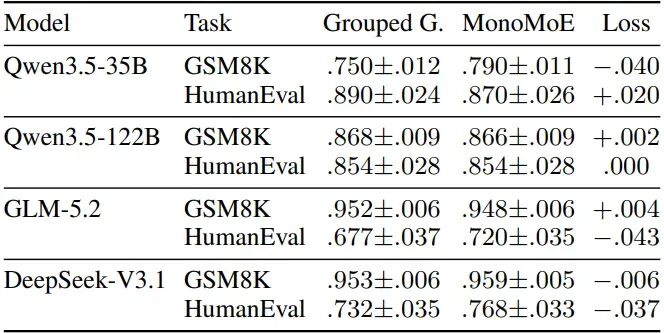 Model Task Grouped G. MonoMoE Loss
Qwen3.5-35B GSM8K .750±.012 .790±.011 −.040
HumanEval .890±.024 .870±.026 +.020
Qwen3.5-122B GSM8K .868±.009 .866±.009 +.002
HumanEval .854±.028 .854±.028 .000
GLM-5.2 GSM8K .952±.006 .948±.006 +.004
HumanEval .677±.037 .720±.035 −.043
DeepSeek-V3.1 GSM8K .953±.006 .959±.005 −.006
HumanEval .732±.035 .768±.033 −.037